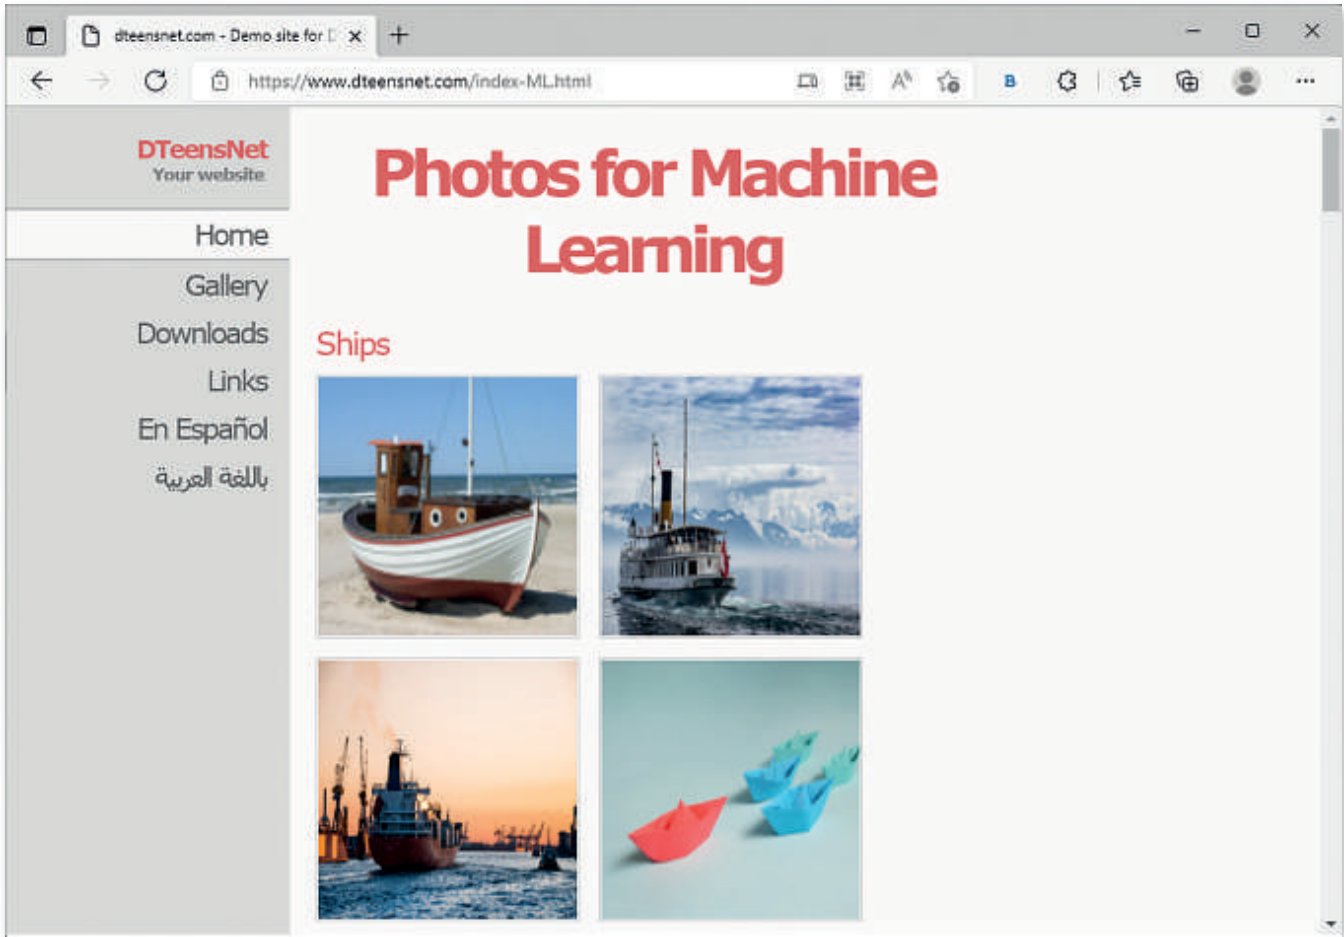 dteensnet.com - Demo site for D
https://www.dteensnet.com/index-ML.html
DTeensNet
Your website
Home
Gallery
Downloads
Links
En Español
باللغة العربية
Photos for Machine
Learning
Ships